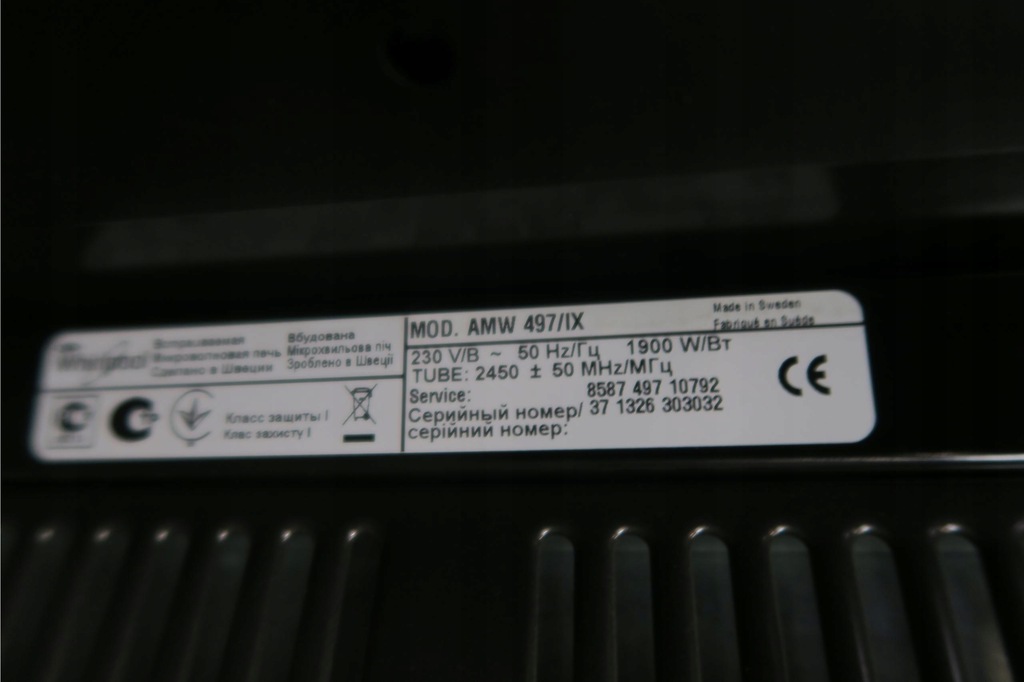 Whirlpool
Встраиваемая
Микроволновая печь
Сделано в Швеции
Вбудована
Мікрохвильова піч
Зроблено в Швеції
Класс защиты I
Клас захисту I
MOD. AMW 497/IX
Made in Sweden
Fabriqué en Suède
230 V/В ~ 50 Hz/Гц 1900 W/Вт
TUBE: 2450 ± 50 MHz/МГц
Service: 8587 497 10792
Серийный номер/ 37 1326 303032
серійний номер:
CE